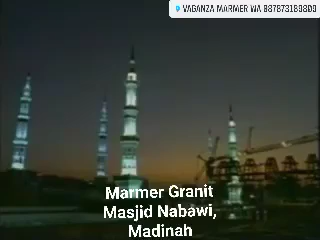 VAGANZA MARMER WA 087873189809
Marmer Granit
Masjid Nabawi,
Madinah